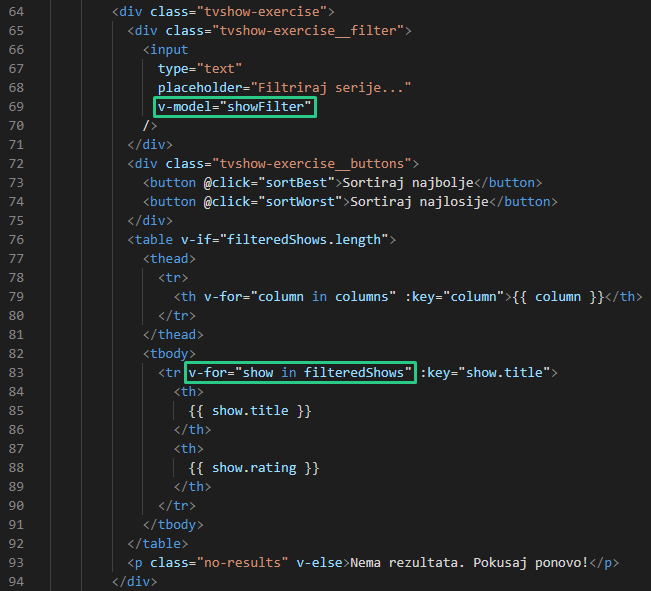 64 <div class="tvshow-exercise">
65 <div class="tvshow-exercise__filter">
66 <input
67 type="text"
68 placeholder="Filtriraj serije..."
69 v-model="showFilter"
70 />
71 </div>
72 <div class="tvshow-exercise__buttons">
73 <button @click="sortBest">Sortiraj najbolje</button>
74 <button @click="sortWorst">Sortiraj najlosije</button>
75 </div>
76 <table v-if="filteredShows.length">
77 <thead>
78 <tr>
79 <th v-for="column in columns" :key="column">{{ column }}</th>
80 </tr>
81 </thead>
82 <tbody>
83 <tr v-for="show in filteredShows" :key="show.title">
84 <th>
85 {{ show.title }}
86 </th>
87 <th>
88 {{ show.rating }}
89 </th>
90 </tr>
91 </tbody>
92 </table>
93 <p class="no-results" v-else>Nema rezultata. Pokusaj ponovo!</p>
94 </div>